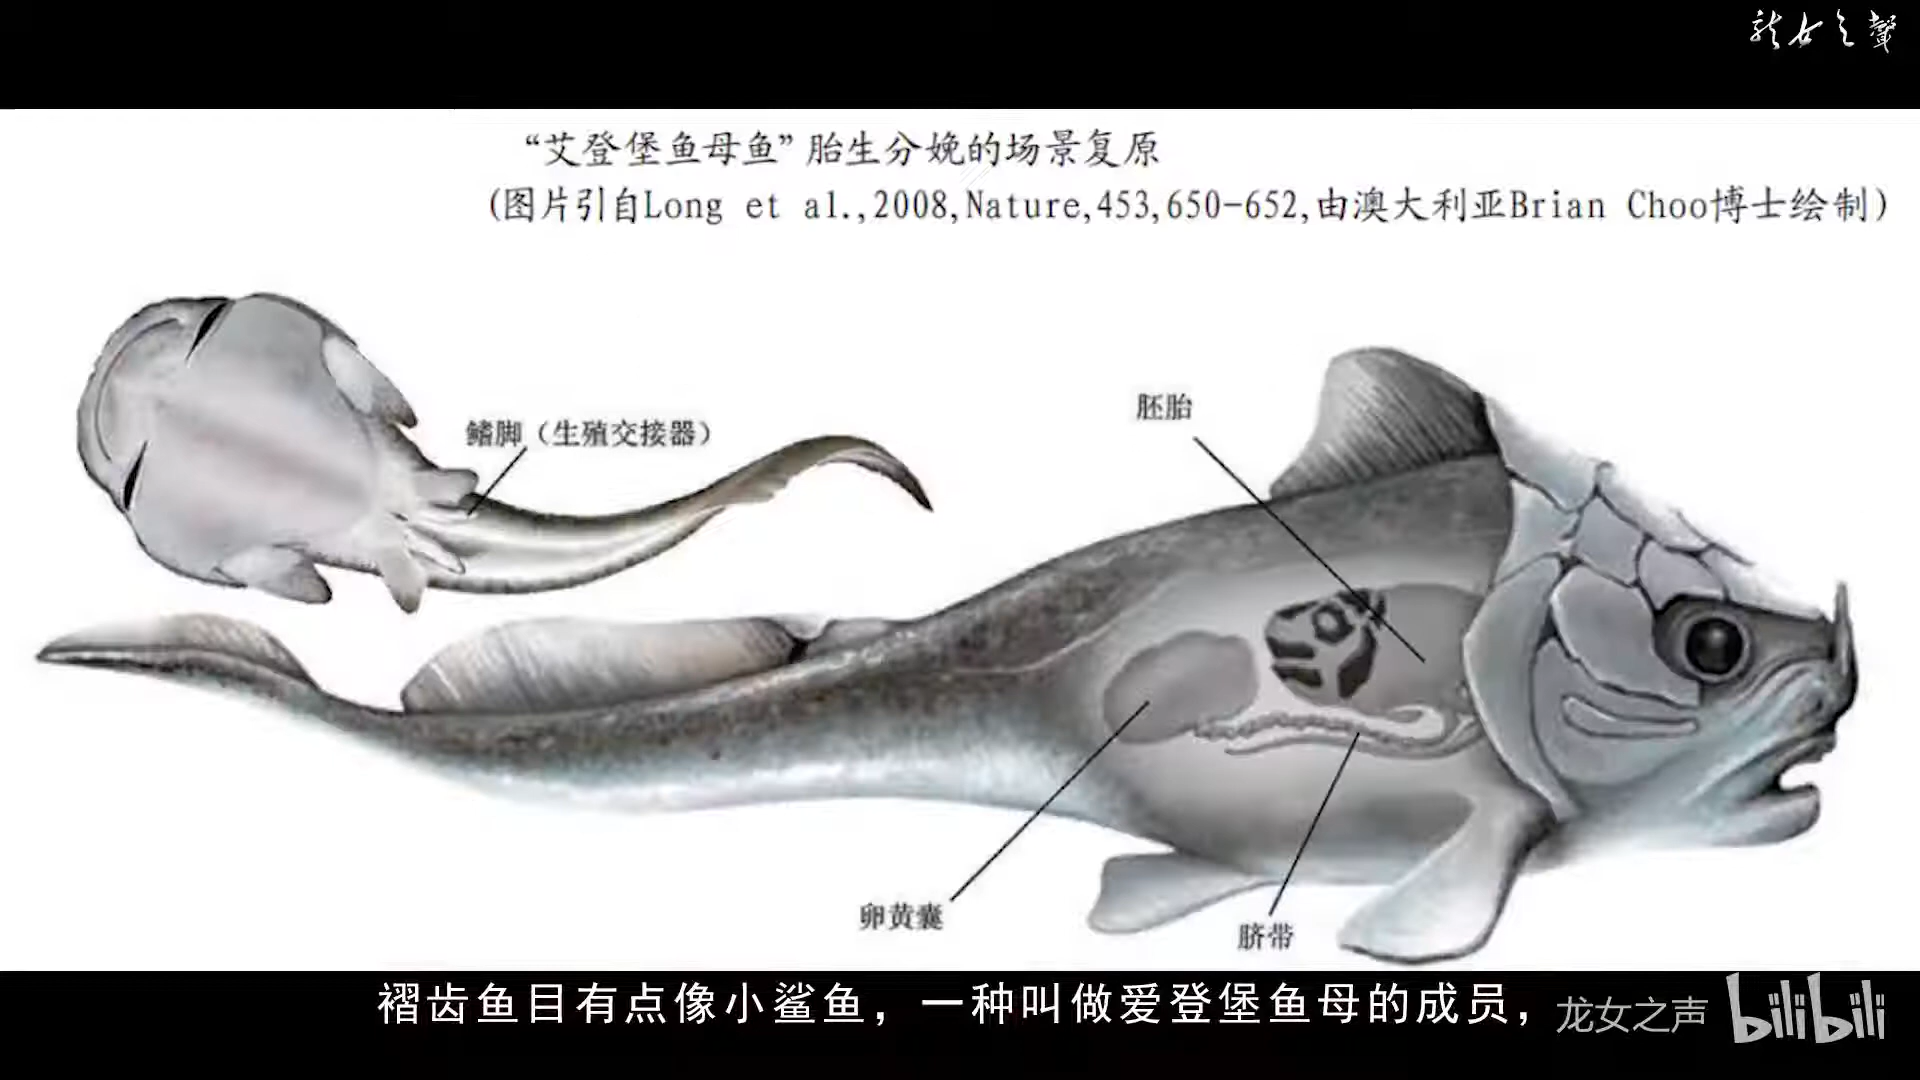 龙女之聲
“艾登堡鱼母鱼”胎生分娩的场景复原
(图片引自Long et al.,2008,Nature,453,650-652,由澳大利亚Brian Choo博士绘制)
胚胎
鳍脚（生殖交接器）
卵黄囊
脐带
褶齿鱼目有点像小鲨鱼，一种叫做爱登堡鱼母的成员，
龙女之声
bilibili